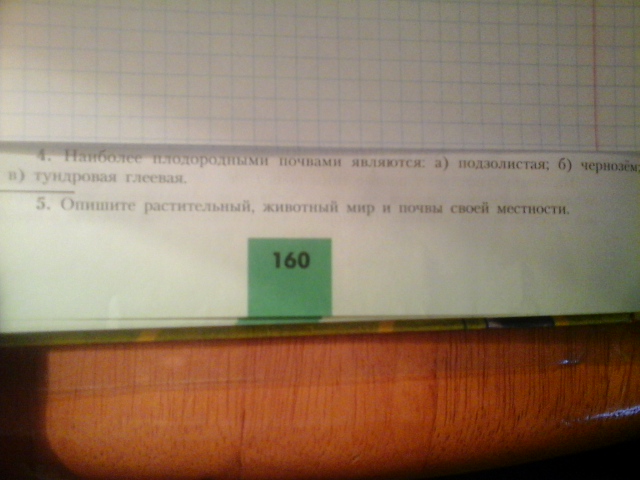 4. Наиболее плодородными почвами являются: а) подзолистая; б) чернозём;
в) тундровая глеевая.
5. Опишите растительный, животный мир и почвы своей местности.
160